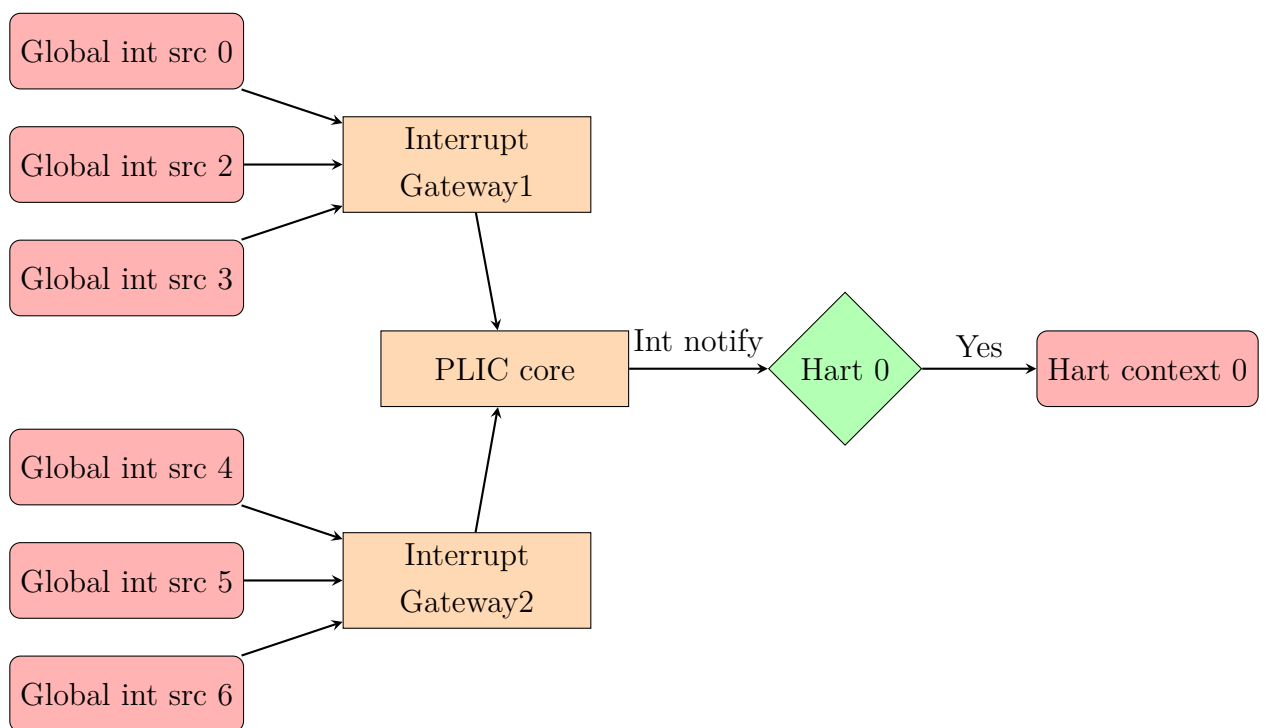 Global int src 0
Global int src 2
Global int src 3
Interrupt
Gateway1
PLIC core
Int notify
Hart 0
Yes
Hart context 0
Global int src 4
Global int src 5
Global int src 6
Interrupt
Gateway2